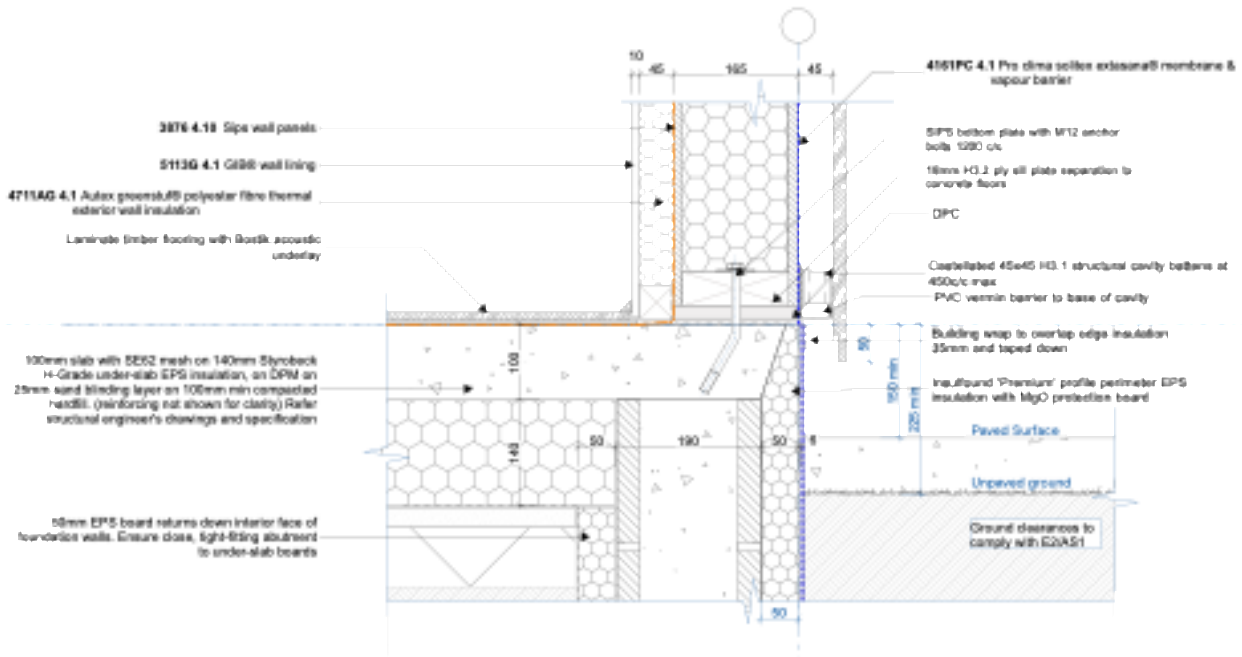 10
45
165
45
4161PC 4.1 Pro clima solitex extasana® membrane &
vapour barrier
3876 4.10 Sips wall panels
SIPS bottom plate with M12 anchor
bolts 1200 c/s
5113G 4.1 GIB® wall lining
18mm H3.2 ply sill plate separation to
concrete floors
4711AG 4.1 Autex greenstuf® polyester fibre thermal
exterior wall insulation
DPC
Laminate timber flooring with Bostik acoustic
underlay
Castellated 45x45 H3.1 structural cavity battens at
450c/c max
PVC vermin barrier to base of cavity
Building wrap to overlap edge insulation
35mm and taped down
100mm slab with SE62 mesh on 140mm Styrobeck
H-Grade under-slab EPS insulation, on DPM on
25mm sand blinding layer on 100mm min compacted
hardfill. (reinforcing not shown for clarity) Refer
structural engineer's drawings and specification
100
50
150 min
225 min
Insulfound 'Premium' profile perimeter EPS
insulation with MgO protection board
Paved Surface
140
50
190
50
6
Unpaved ground
50mm EPS board returns down interior face of
foundation walls. Ensure close, tight-fitting abutment
to under-slab boards
Ground clearances to
comply with E2/AS1
50